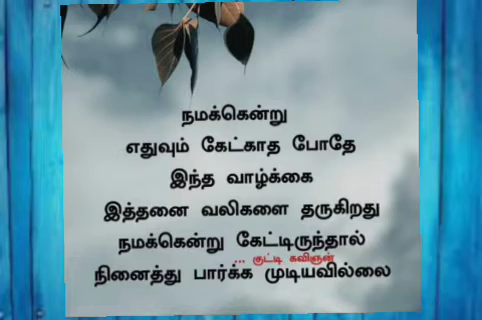 நமக்கென்று
எதுவும் கேட்காத போதே
இந்த வாழ்க்கை
இத்தனை வலிகளை தருகிறது
நமக்கென்று கேட்டிருந்தால்
... குட்டி கவிஞன்
நினைத்து பார்க்க முடியவில்லை